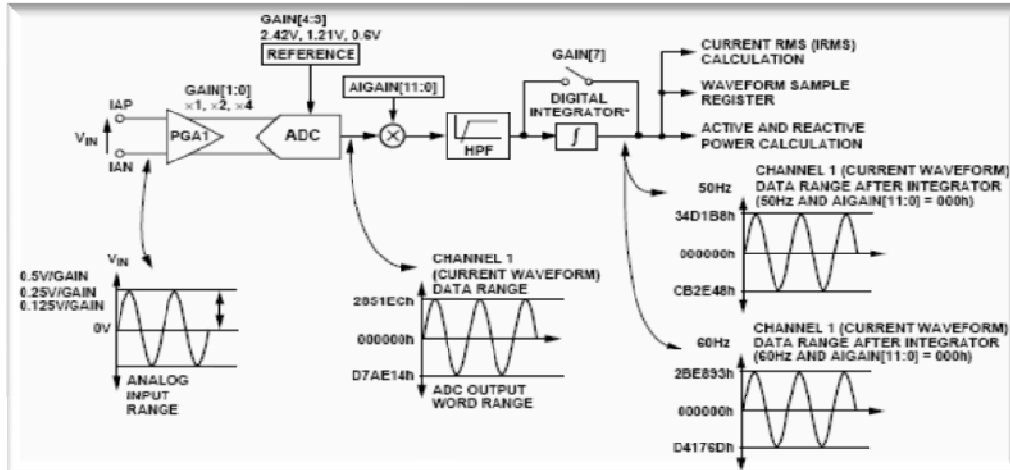 GAIN[4:3]
2.42V, 1.21V, 0.6V
REFERENCE
GAIN[1:0]
×1, ×2, ×4
IAP
V_IN
IAN
PGA1
ADC
AIGAIN[11:0]
HPF
GAIN[7]
DIGITAL
INTEGRATOR*
∫
CURRENT RMS (IRMS)
CALCULATION
WAVEFORM SAMPLE
REGISTER
ACTIVE AND REACTIVE
POWER CALCULATION
50Hz
CHANNEL 1 (CURRENT WAVEFORM)
DATA RANGE AFTER INTEGRATOR
(50Hz AND AIGAIN[11:0] = 000h)
34D1B8h
000000h
CB2E48h
V_IN
0.5V/GAIN
0.25V/GAIN
0.125V/GAIN
0V
ANALOG
INPUT
RANGE
CHANNEL 1
(CURRENT WAVEFORM)
DATA RANGE
2851ECh
000000h
D7AE14h
ADC OUTPUT
WORD RANGE
60Hz
CHANNEL 1 (CURRENT WAVEFORM)
DATA RANGE AFTER INTEGRATOR
(60Hz AND AIGAIN[11:0] = 000h)
2BE893h
000000h
D4176Dh